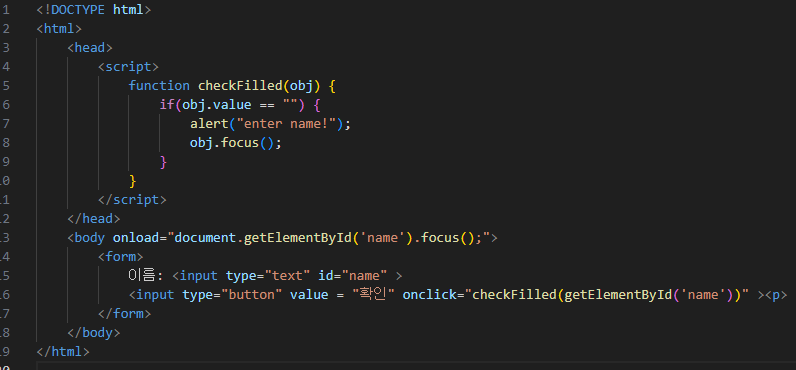 1 <!DOCTYPE html>
2 <html>
3     <head>
4         <script>
5             function checkFilled(obj) {
6                 if(obj.value == "") {
7                     alert("enter name!");
8                     obj.focus();
9                 }
10             }
11         </script>
12     </head>
13     <body onload="document.getElementById('name').focus();">
14         <form>
15             이름: <input type="text" id="name" >
16             <input type="button" value = "확인" onclick="checkFilled(getElementById('name'))" ><p>
17         </form>
18     </body>
19 </html>